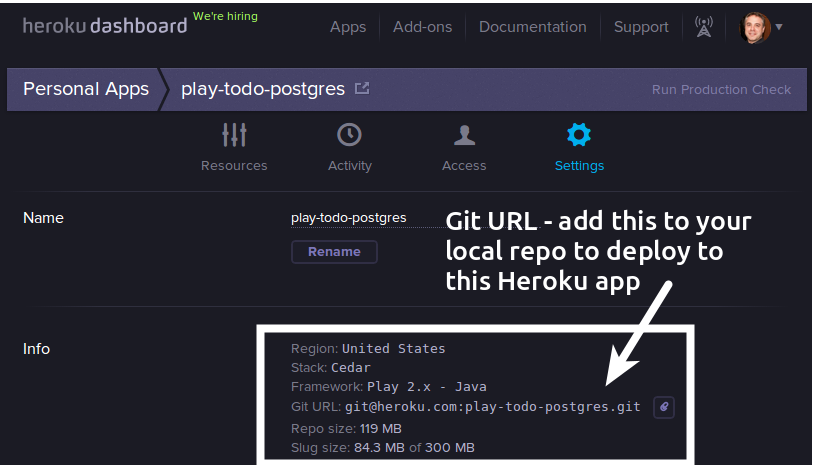 heroku dashboard We're hiring
Apps Add-ons Documentation Support
Personal Apps play-todo-postgres Run Production Check
Resources Activity Access Settings
Name play-todo-postgres
Rename
Git URL - add this to your
local repo to deploy to
this Heroku app
Info
Region: United States
Stack: Cedar
Framework: Play 2.x - Java
Git URL: git@heroku.com:play-todo-postgres.git
Repo size: 119 MB
Slug size: 84.3 MB of 300 MB